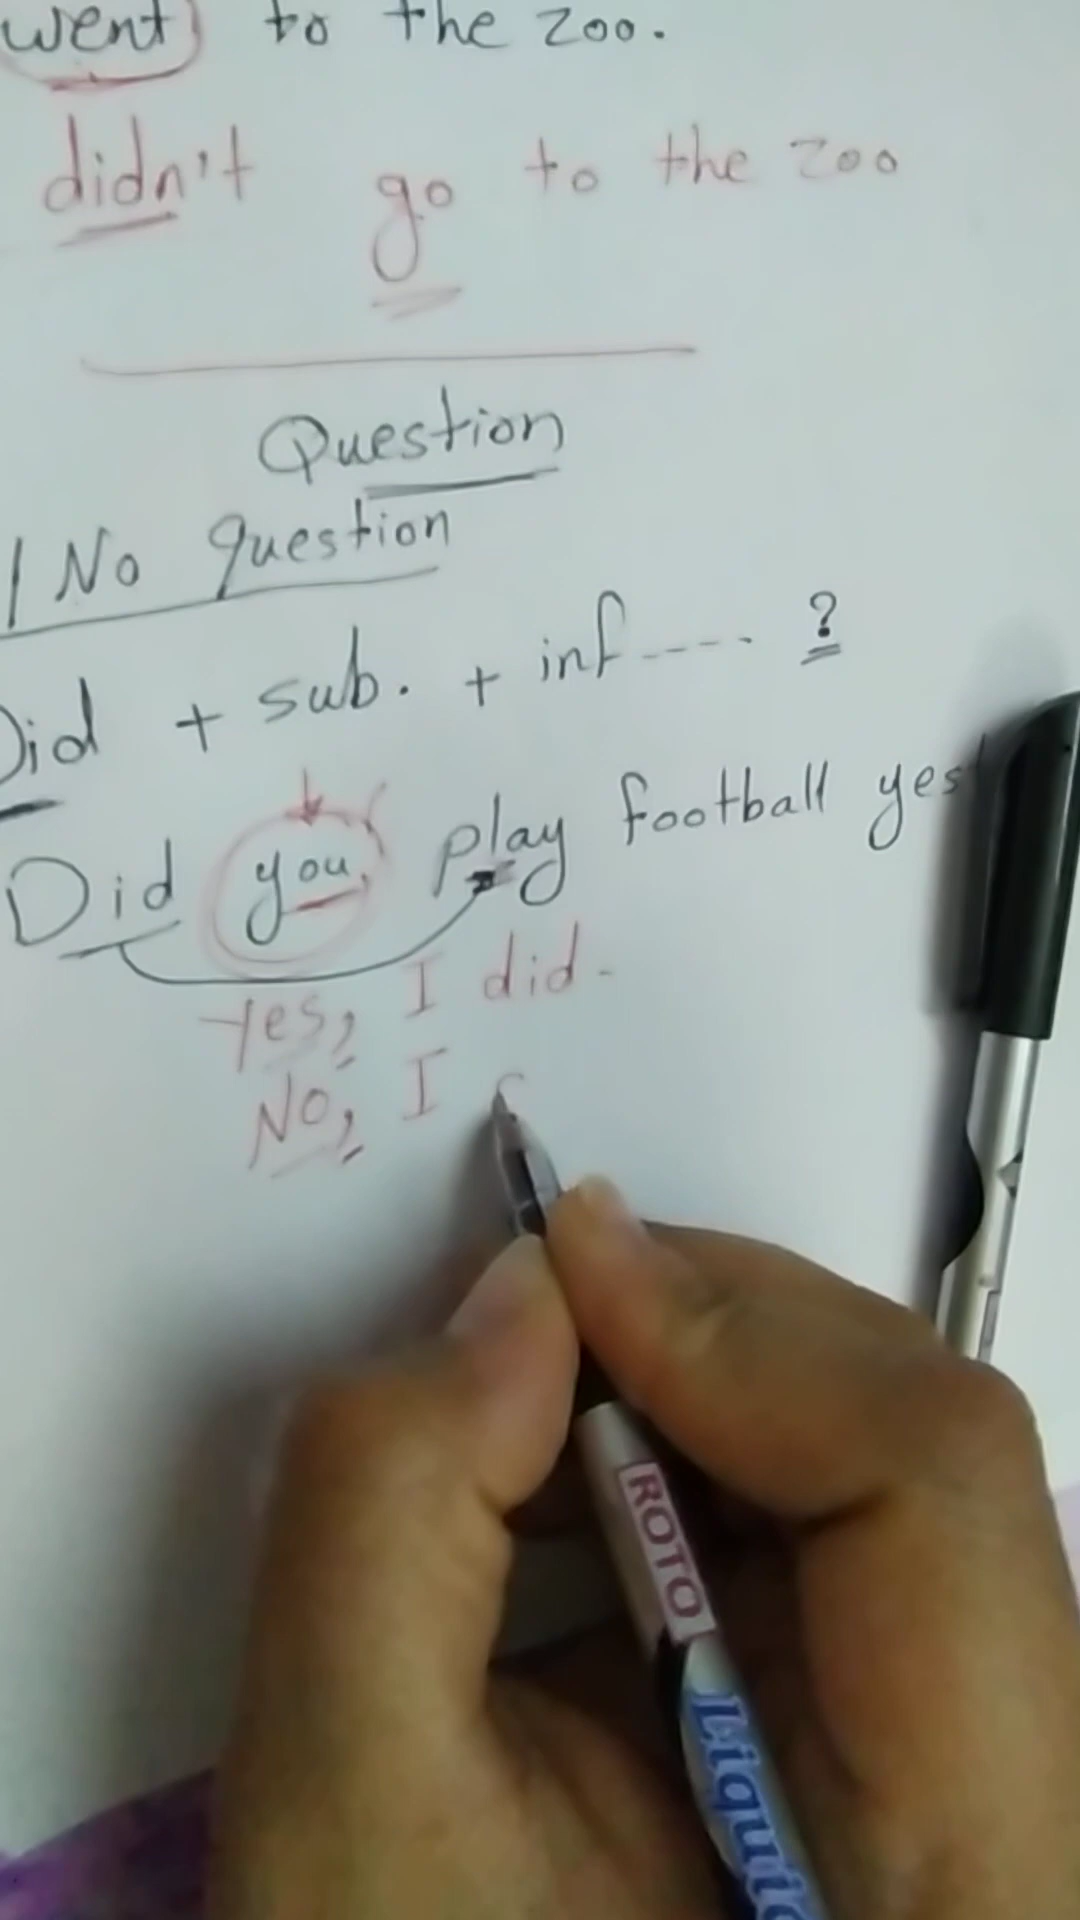 went to the zoo.
didn't go to the zoo
Question
/ No question
Did + sub. + inf---- ?
Did you play football yes
Yes, I did.
No, I
ROTO
Liquid